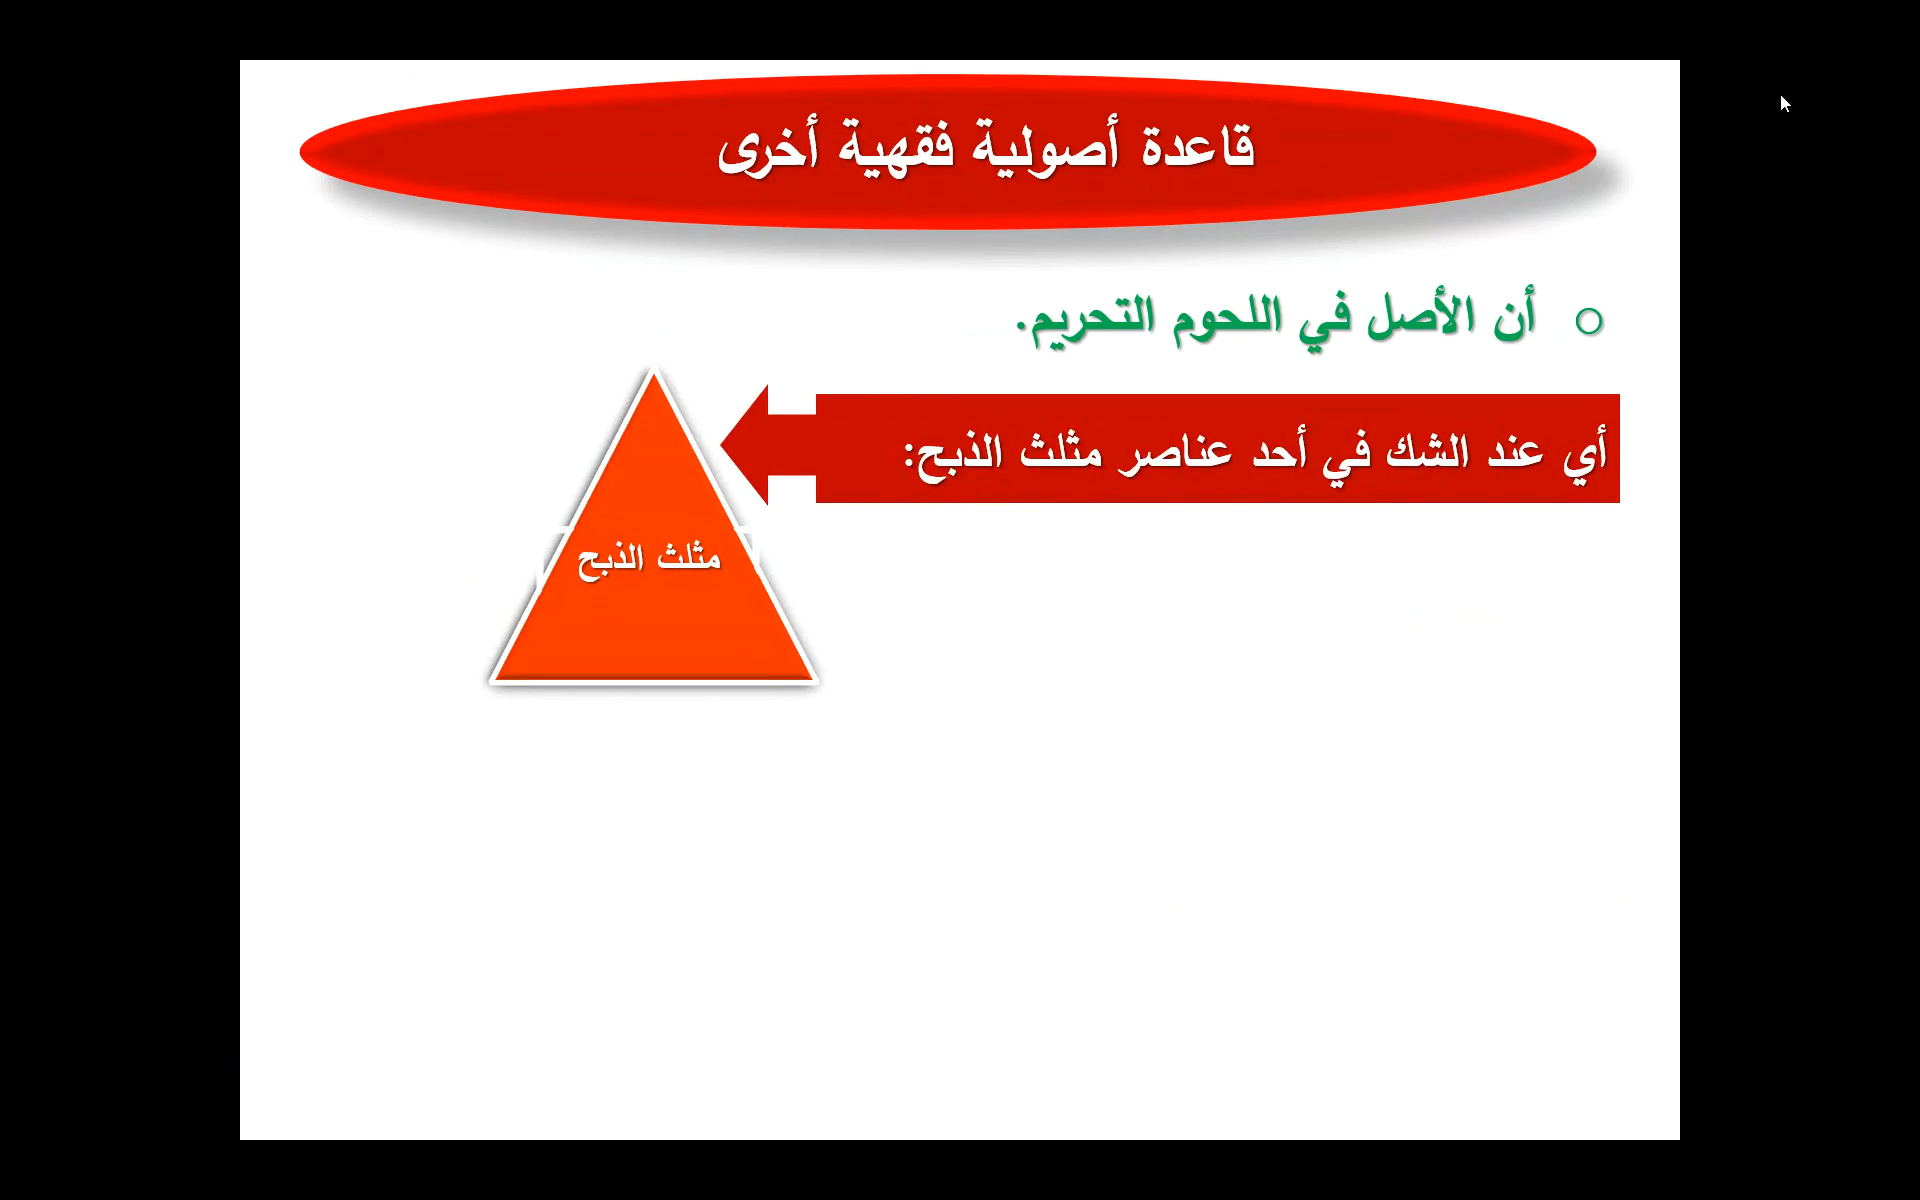 قاعدة أصولية فقهية أخرى
أن الأصل في اللحوم التحريم.
أي عند الشك في أحد عناصر مثلث الذبح:
مثلث الذبح